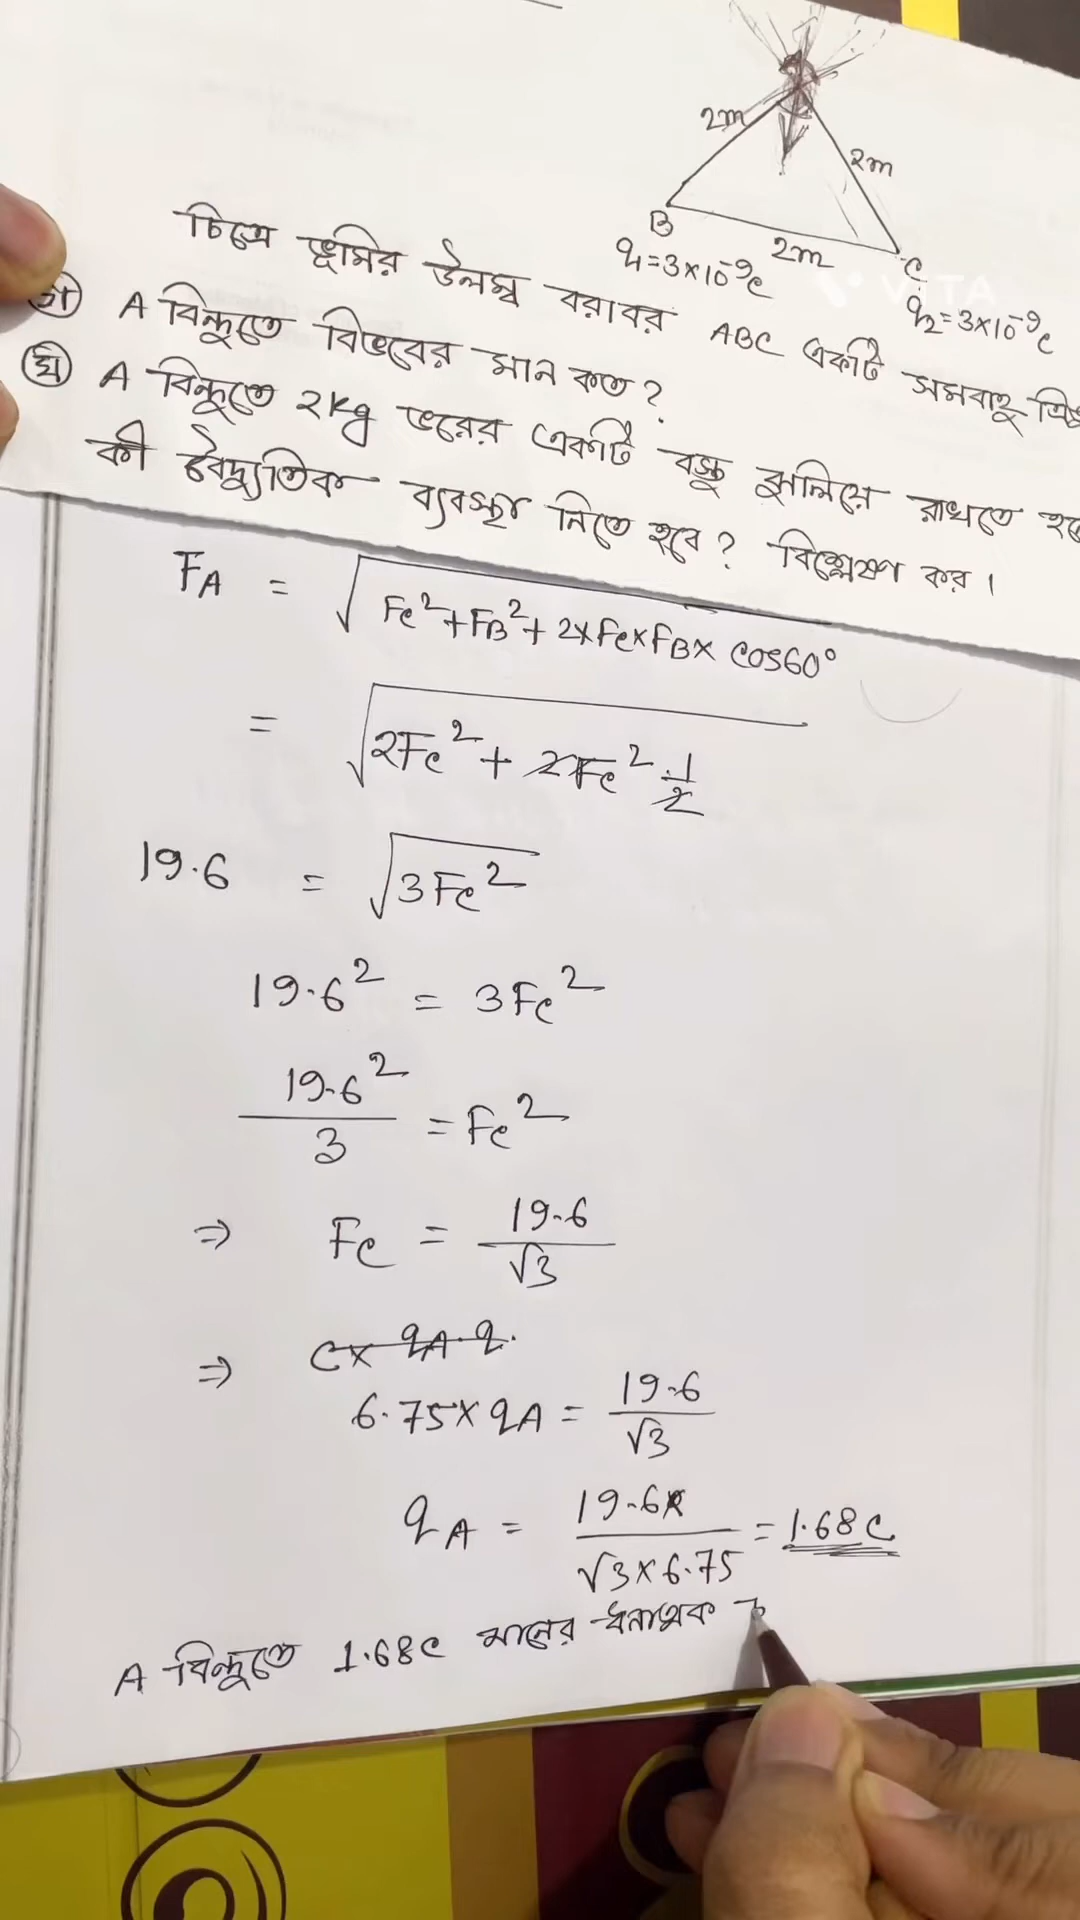 2m
2m
B
2m
C
q₁=3×10⁻⁹c
q₂=3×10⁻⁹c
VITA
চিত্রে ভূমির উলম্ব বরাবর ABC একটি সমবাহু
গ A বিন্দুতে বিভবের মান কত?
ঘ A বিন্দুতে 2kg ভরের একটি বস্তু ঝুলিয়ে রাখতে
কী বৈদ্যুতিক ব্যবস্থা নিতে হবে? বিশ্লেষণ কর।
F_A = √(Fc²+FB²+2×Fc×FB× cos60°)
= √(2Fc² + 2Fc² · 1/2)
19.6 = √(3Fc²)
19.6² = 3Fc²
19.6²/3 = Fc²
⇒ Fc = 19.6/√3
⇒
6.75×qA = 19.6/√3
qA = 19.6/(√3×6.75) = 1.68c
A বিন্দুতে 1.68c মানের ধনাত্মক